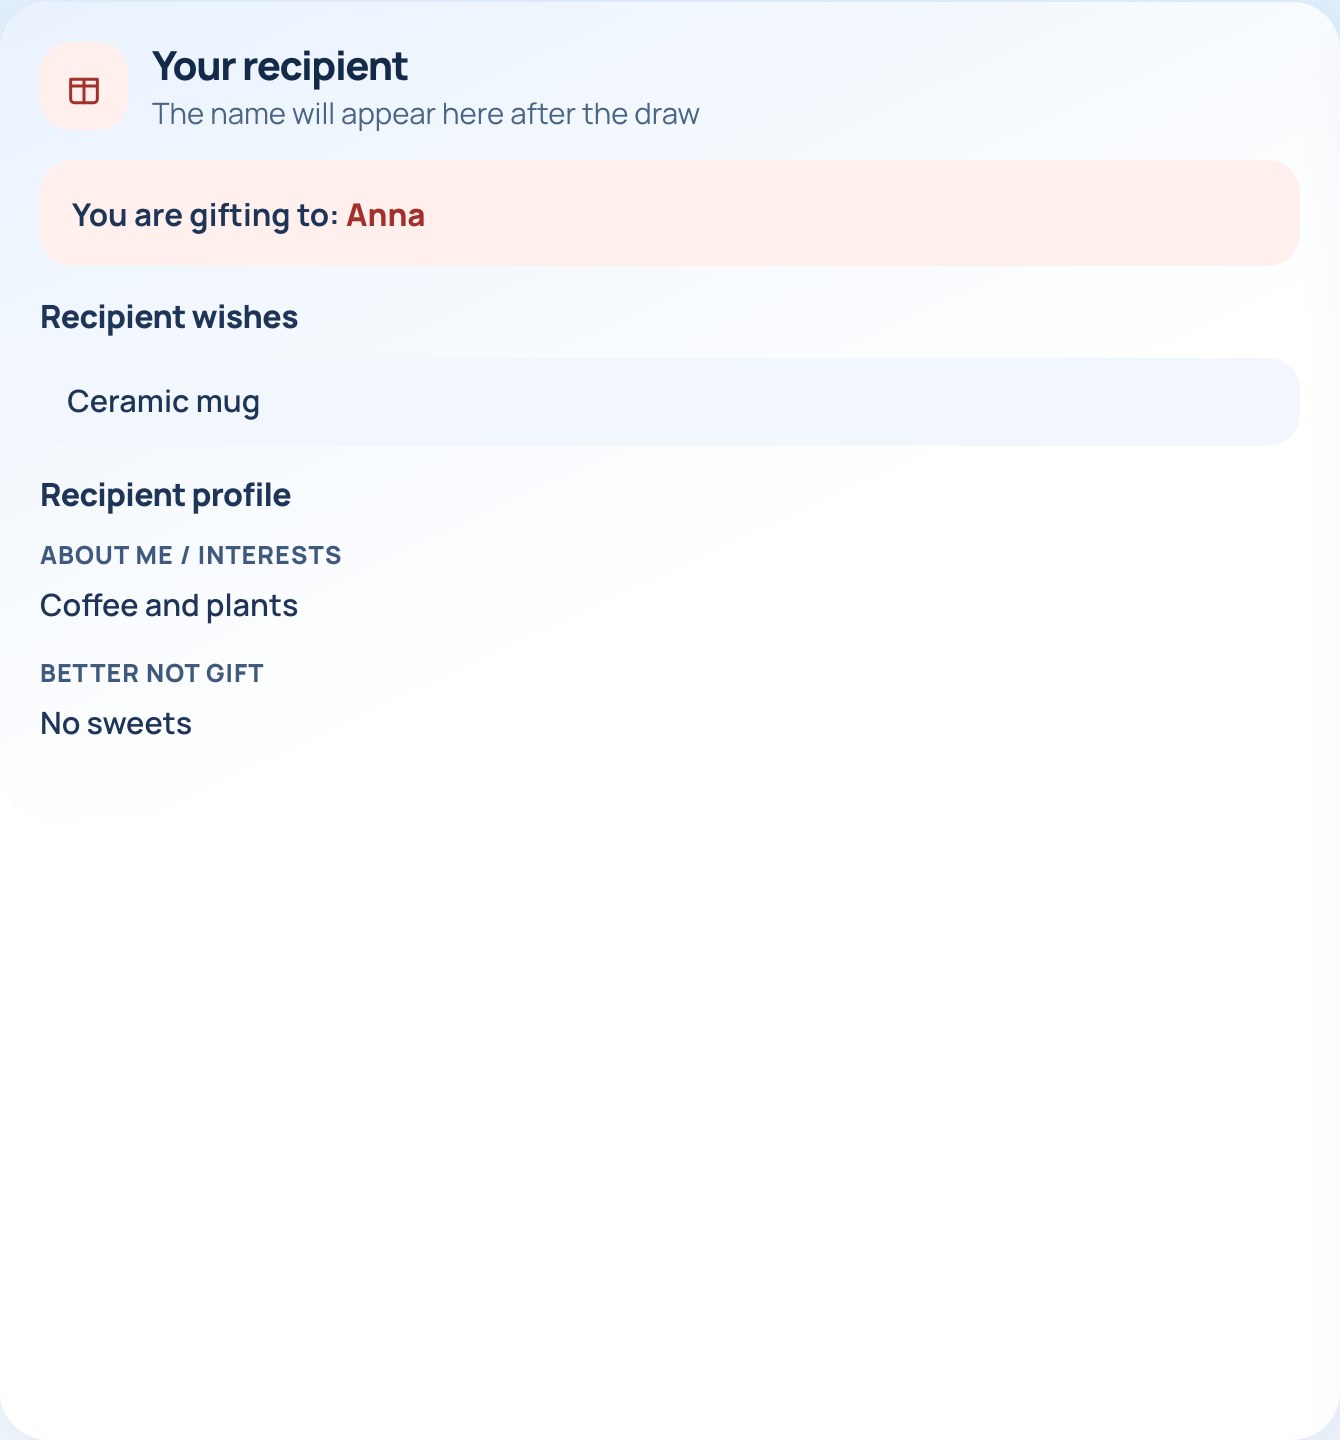 Your recipient
The name will appear here after the draw
You are gifting to: Anna
Recipient wishes
Ceramic mug
Recipient profile
ABOUT ME / INTERESTS
Coffee and plants
BETTER NOT GIFT
No sweets